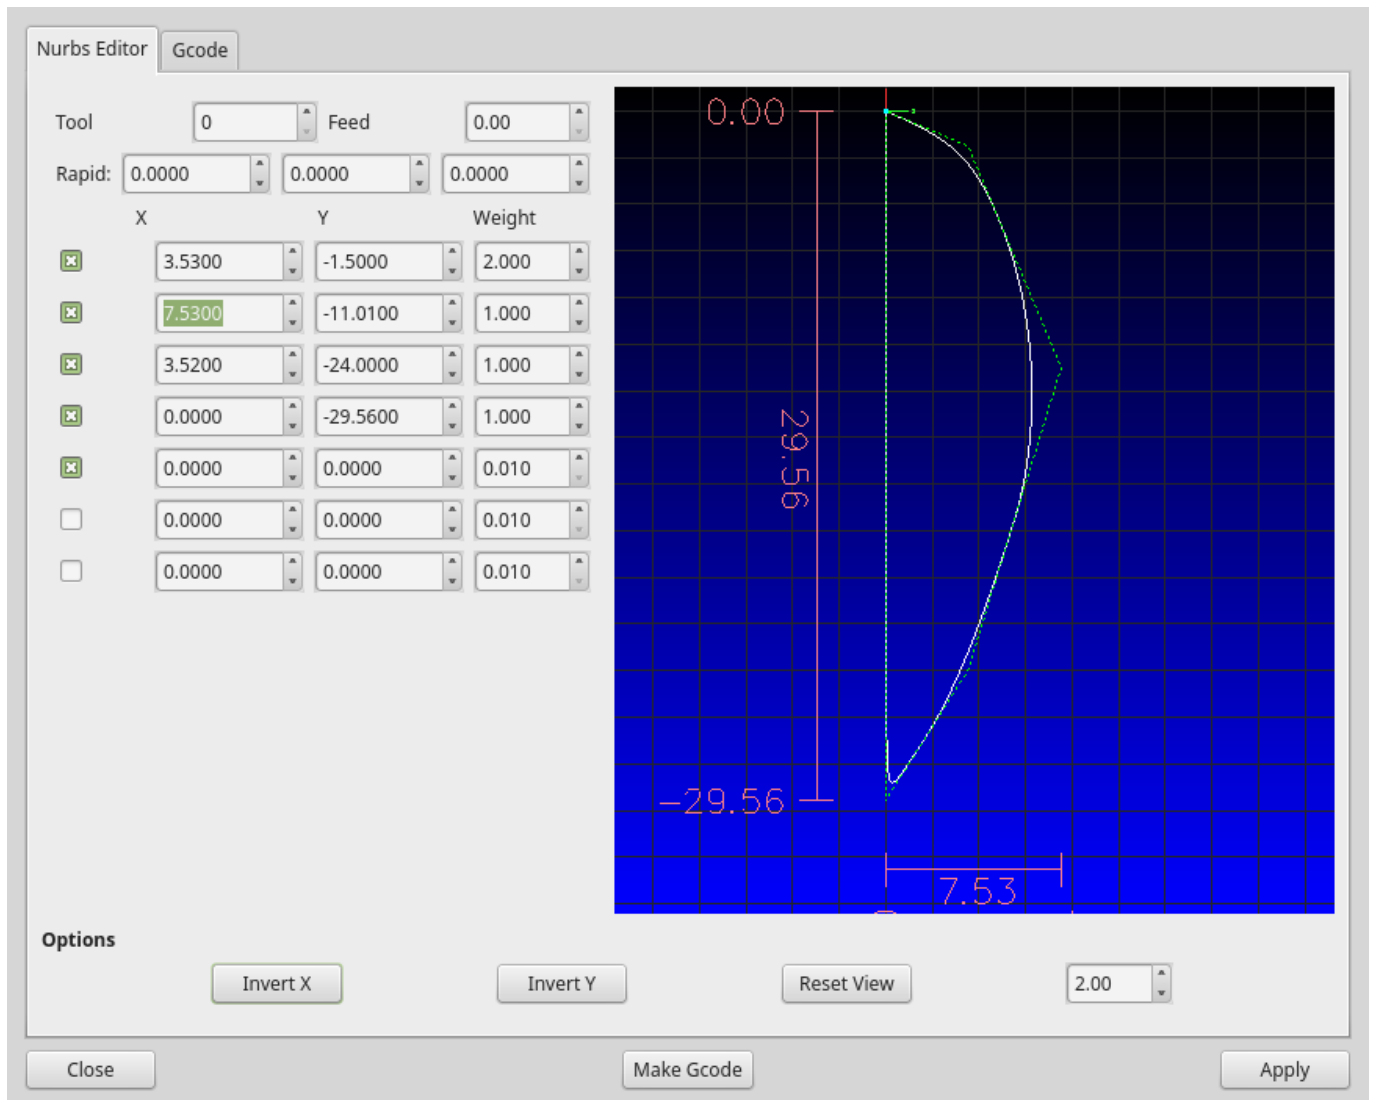 Nurbs Editor Gcode
Tool 0 Feed 0.00
Rapid: 0.0000 0.0000 0.0000
X Y Weight
3.5300 -1.5000 2.000
7.5300 -11.0100 1.000
3.5200 -24.0000 1.000
0.0000 -29.5600 1.000
0.0000 0.0000 0.010
0.0000 0.0000 0.010
0.0000 0.0000 0.010
0.00
29.56
-29.56
7.53
Options
Invert X Invert Y Reset View 2.00
Close Make Gcode Apply